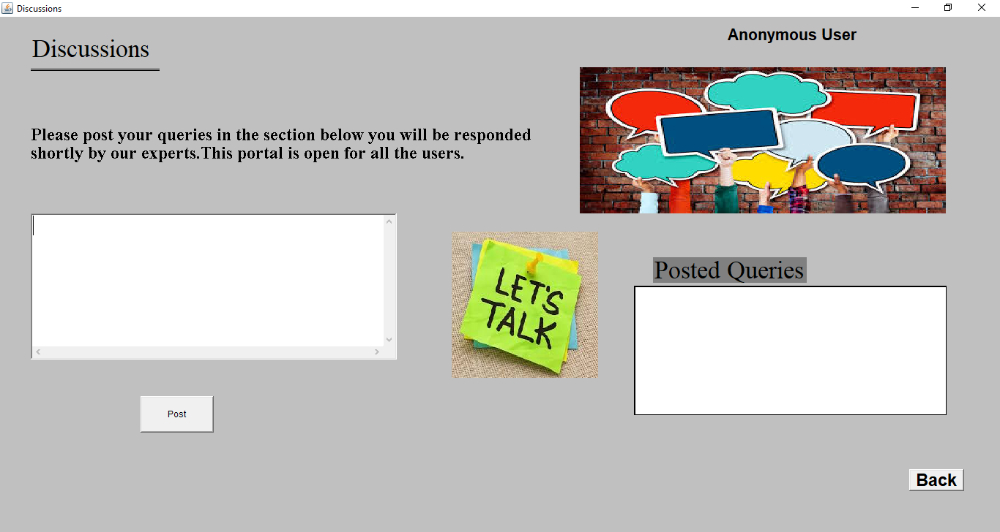 Discussions
Anonymous User
Discussions
Please post your queries in the section below you will be responded
shortly by our experts.This portal is open for all the users.
LET'S
TALK
Posted Queries
Post
Back